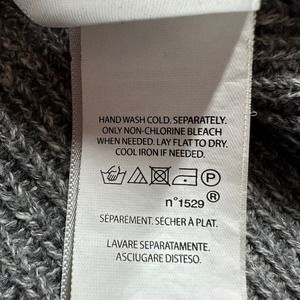 HAND WASH COLD. SEPARATELY.
ONLY NON-CHLORINE BLEACH
WHEN NEEDED. LAY FLAT TO DRY.
COOL IRON IF NEEDED.
P
n°1529 ®
SÉPARÉMENT. SÉCHER À PLAT.
LAVARE SEPARATAMENTE.
ASCIUGARE DISTESO.